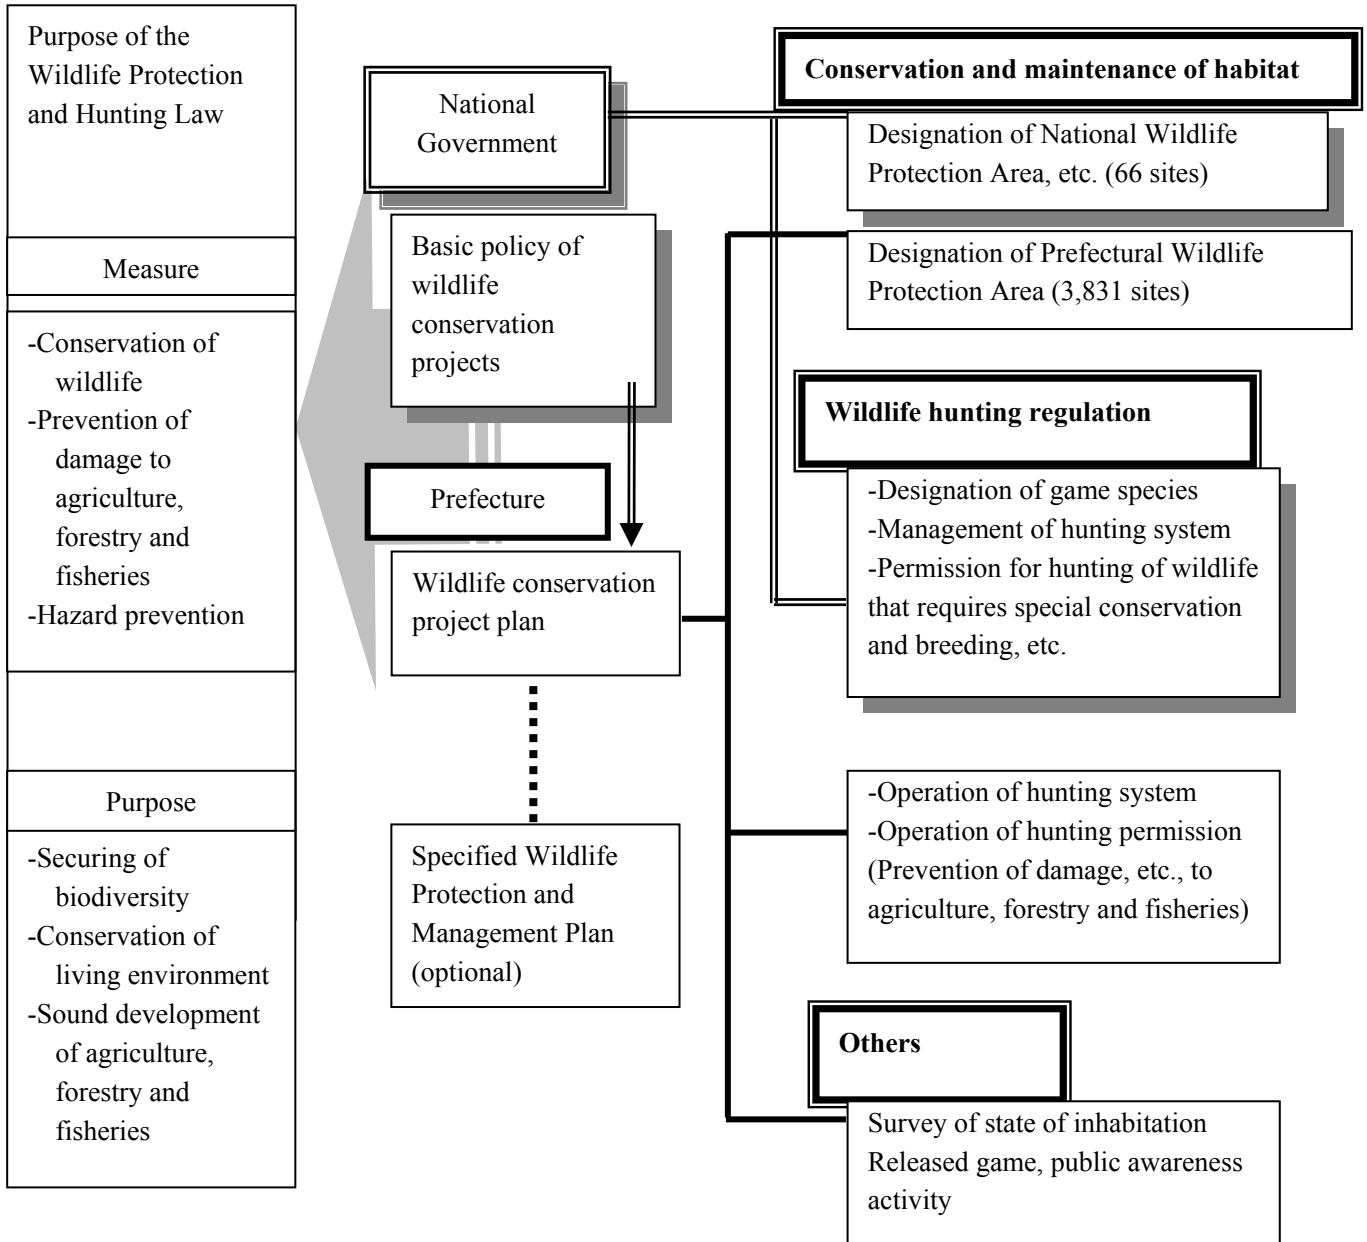 Purpose of the
Wildlife Protection
and Hunting Law
Measure
-Conservation of
wildlife
-Prevention of
damage to
agriculture,
forestry and
fisheries
-Hazard prevention
Purpose
-Securing of
biodiversity
-Conservation of
living environment
-Sound development
of agriculture,
forestry and
fisheries
National
Government
Basic policy of
wildlife
conservation
projects
Prefecture
Wildlife conservation
project plan
Specified Wildlife
Protection and
Management Plan
(optional)
Conservation and maintenance of habitat
Designation of National Wildlife
Protection Area, etc. (66 sites)
Designation of Prefectural Wildlife
Protection Area (3,831 sites)
Wildlife hunting regulation
-Designation of game species
-Management of hunting system
-Permission for hunting of wildlife
that requires special conservation
and breeding, etc.
-Operation of hunting system
-Operation of hunting permission
(Prevention of damage, etc., to
agriculture, forestry and fisheries)
Others
Survey of state of inhabitation
Released game, public awareness
activity